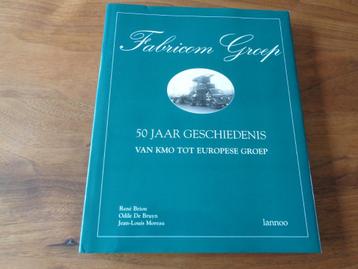 Fabricom Groep
50 JAAR GESCHIEDENIS
VAN KMO TOT EUROPESE GROEP
René Brion
Odile De Bruyn
Jean-Louis Moreau
lannoo